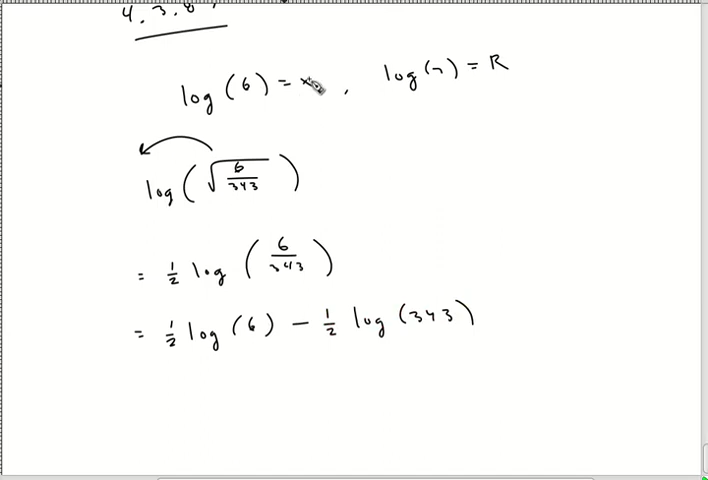 4.3.8
log(6) = x , log(7) = R
log(√(6/343))
= 1/2 log(6/343)
= 1/2 log(6) - 1/2 log(343)